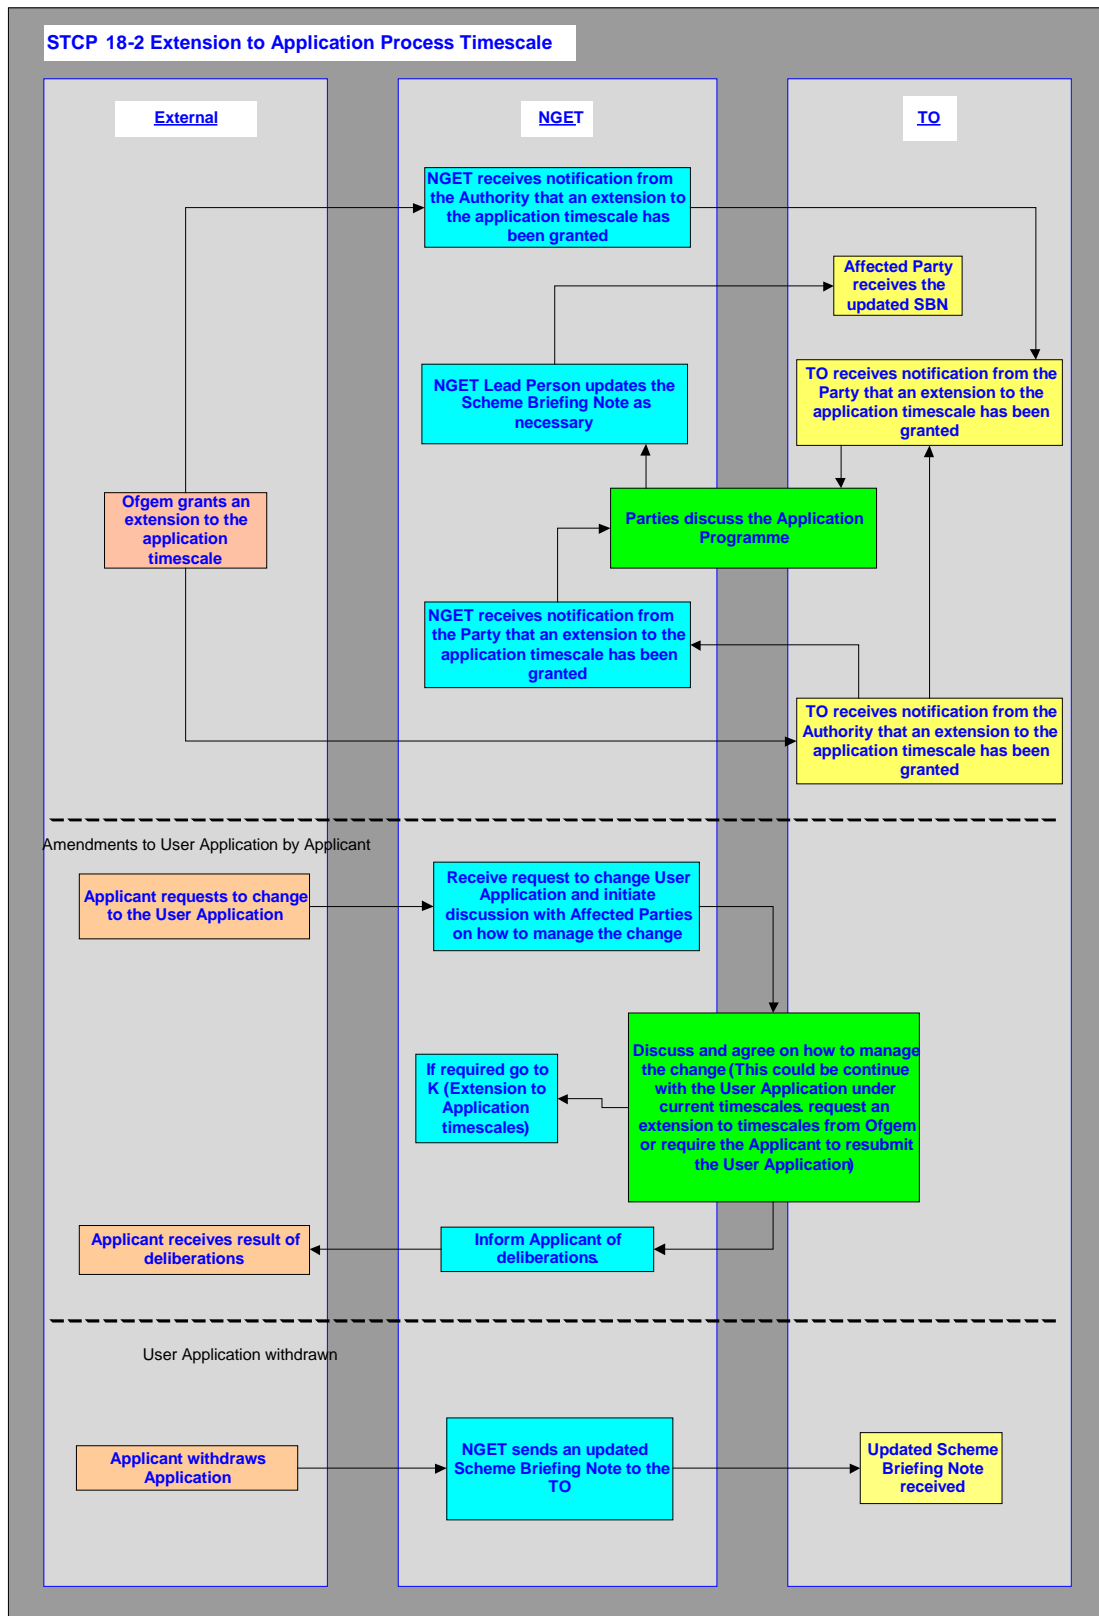 STCP 18-2 Extension to Application Process Timescale
External
NGET
TO
NGET receives notification from
the Authority that an extension to
the application timescale has
been granted
Affected Party
receives the
updated SBN
NGET Lead Person updates the
Scheme Briefing Note as
necessary
TO receives notification from the
Party that an extension to the
application timescale has been
granted
Ofgem grants an
extension to the
application
timescale
Parties discuss the Application
Programme
NGET receives notification from
the Party that an extension to the
application timescale has been
granted
TO receives notification from the
Authority that an extension to the
application timescale has been
granted
Amendments to User Application by Applicant
Applicant requests to change
to the User Application
Receive request to change User
Application and initiate
discussion with Affected Parties
on how to manage the change
Discuss and agree on how to manage
the change (This could be continue
with the User Application under
current timescales. request an
extension to timescales from Ofgem
or require the Applicant to resubmit
the User Application)
If required go to
K (Extension to
Application
timescales)
Applicant receives result of
deliberations
Inform Applicant of
deliberations.
User Application withdrawn
Applicant withdraws
Application
NGET sends an updated
Scheme Briefing Note to the
TO
Updated Scheme
Briefing Note
received